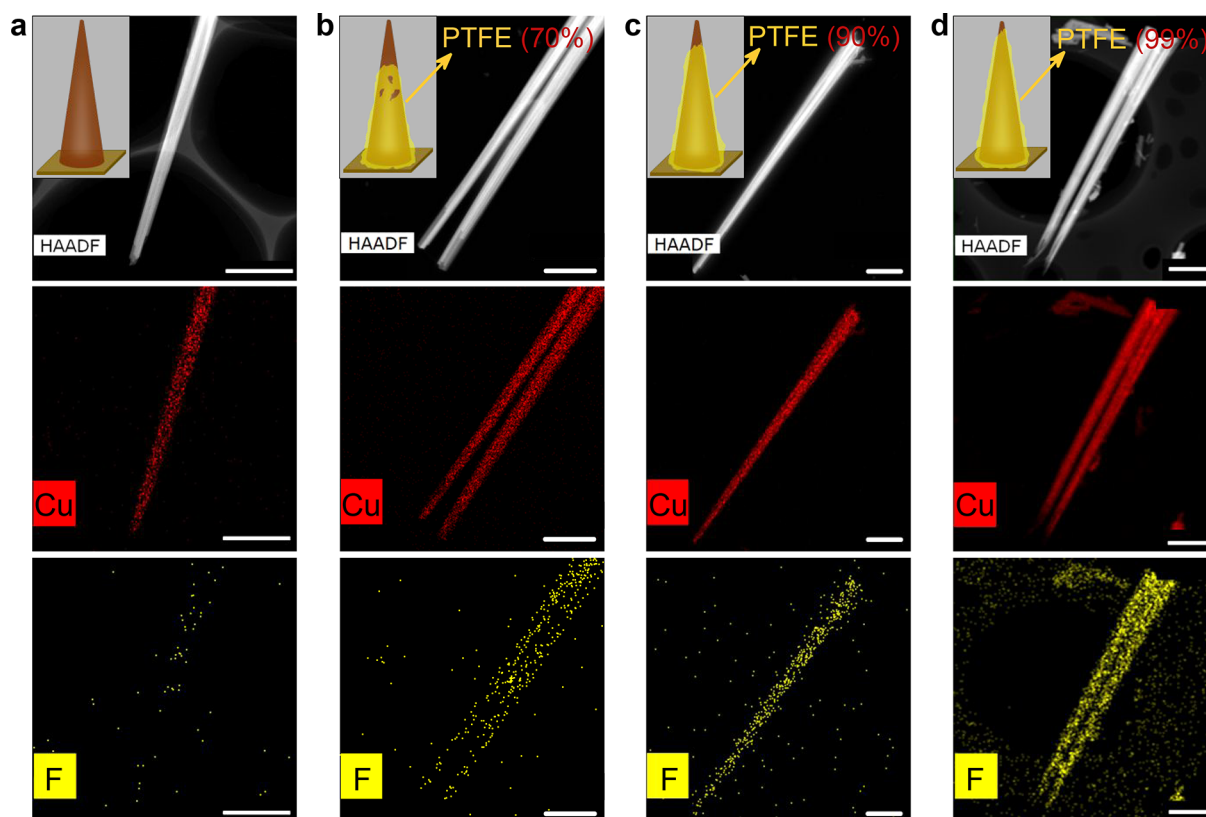 a
b
c
d
PTFE (70%)
PTFE (90%)
PTFE (99%)
HAADF
HAADF
HAADF
HAADF
Cu
Cu
Cu
Cu
F
F
F
F